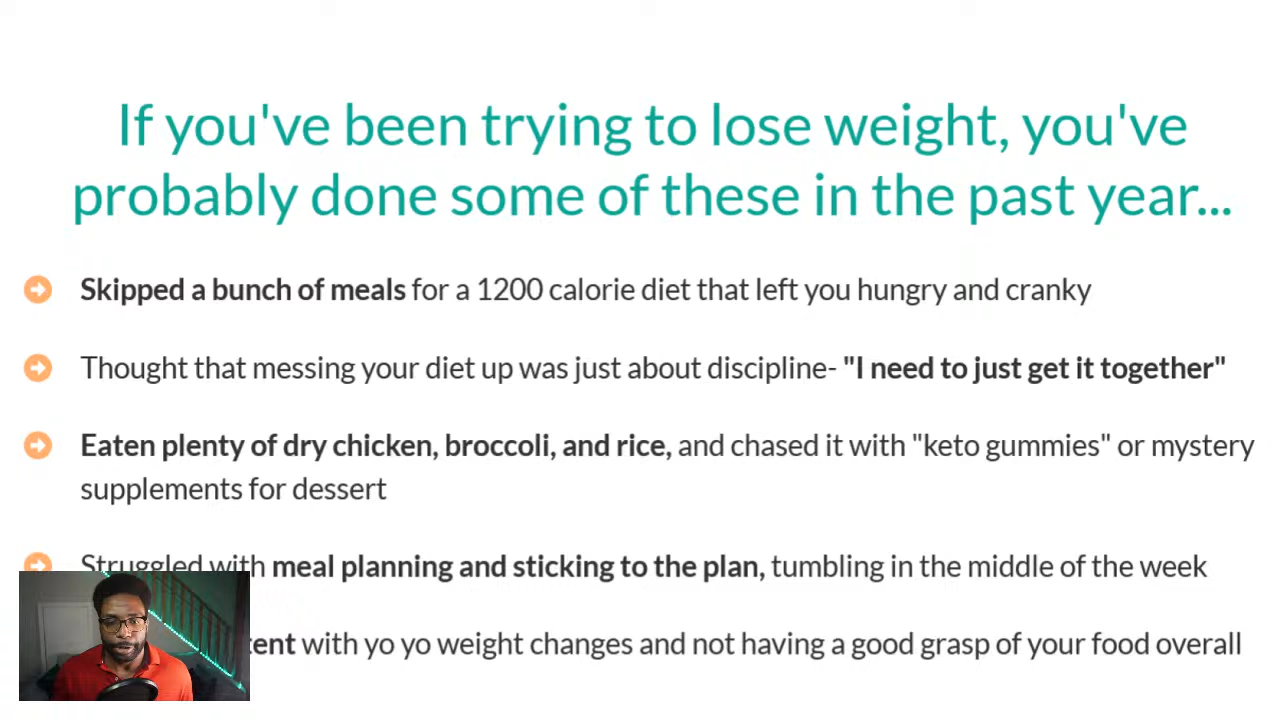 If you've been trying to lose weight, you've
probably done some of these in the past year...
Skipped a bunch of meals for a 1200 calorie diet that left you hungry and cranky
Thought that messing your diet up was just about discipline- "I need to just get it together"
Eaten plenty of dry chicken, broccoli, and rice, and chased it with "keto gummies" or mystery
supplements for dessert
Struggled with meal planning and sticking to the plan, tumbling in the middle of the week
with yo yo weight changes and not having a good grasp of your food overall